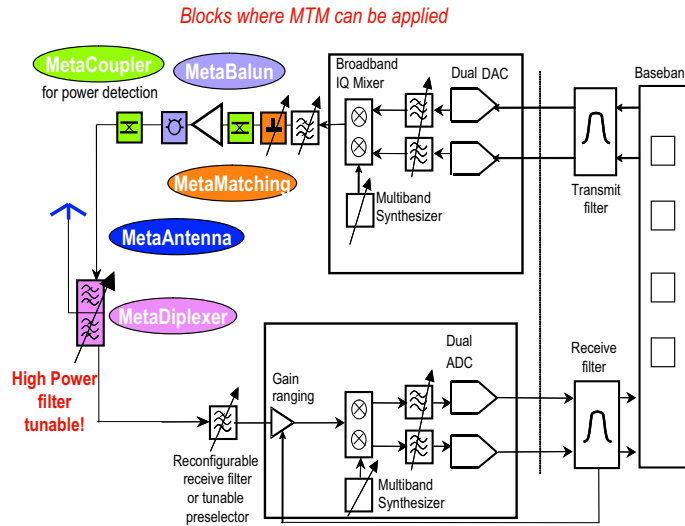 Blocks where MTM can be applied
MetaCoupler
for power detection
MetaBalun
Broadband
IQ Mixer
Dual DAC
Baseband
MetaMatching
Multiband
Synthesizer
Transmit
filter
MetaAntenna
MetaDiplexer
High Power
filter
tunable!
Gain
ranging
Dual
ADC
Receive
filter
Reconfigurable
receive filter
or tunable
preselector
Multiband
Synthesizer